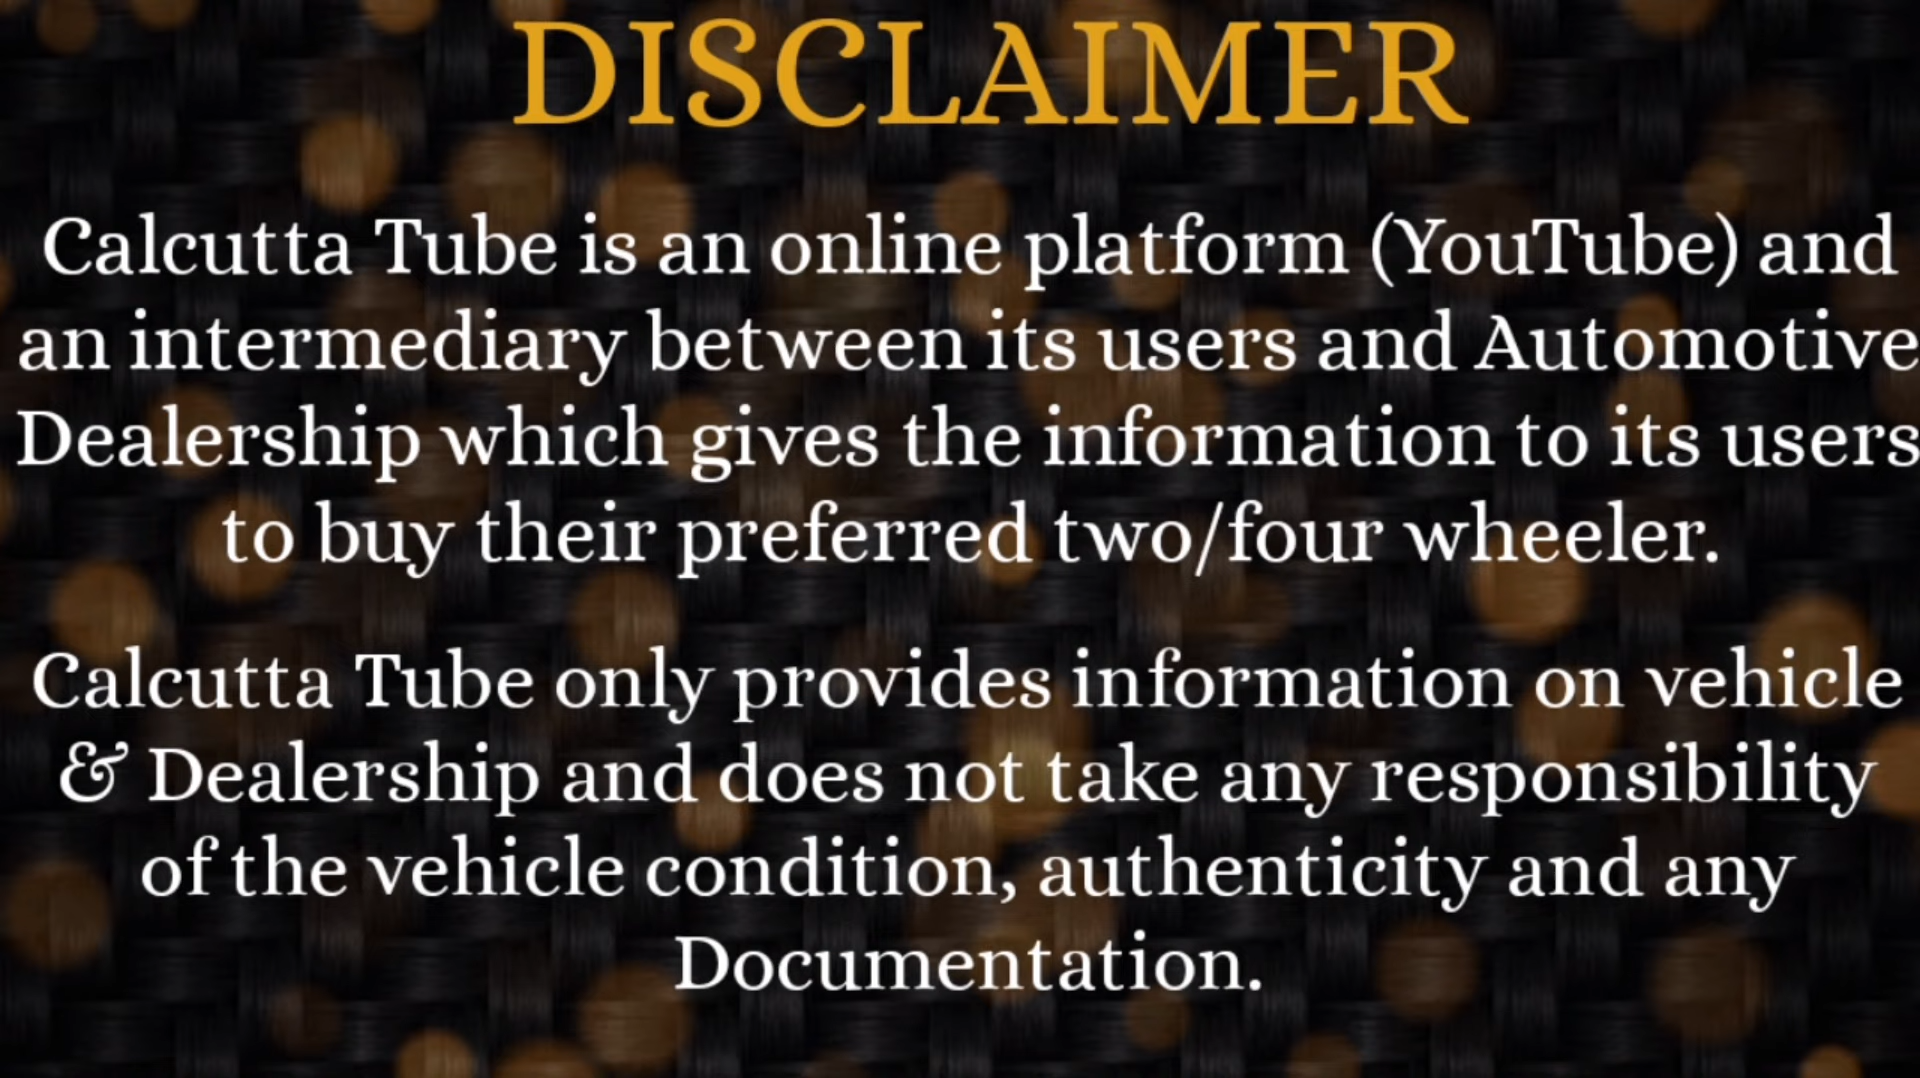 DISCLAIMER
Calcutta Tube is an online platform (YouTube) and
an intermediary between its users and Automotive
Dealership which gives the information to its users
to buy their preferred two/four wheeler.
Calcutta Tube only provides information on vehicle
& Dealership and does not take any responsibility
of the vehicle condition, authenticity and any
Documentation.